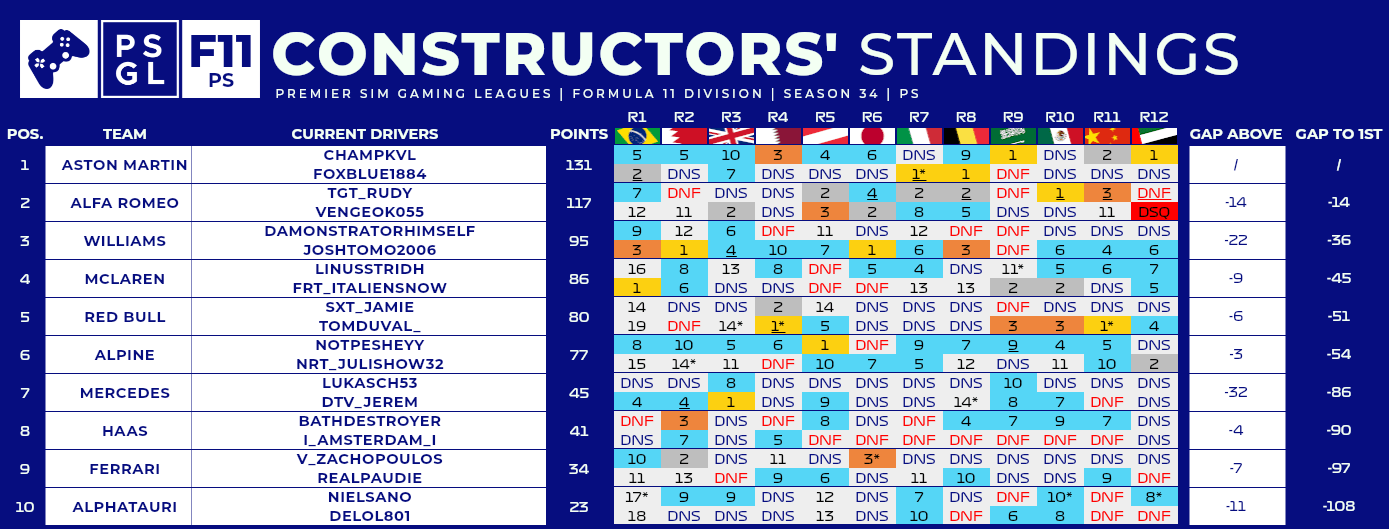 PS GL F11 PS CONSTRUCTORS' STANDINGS
PREMIER SIM GAMING LEAGUES | FORMULA 11 DIVISION | SEASON 34 | PS
POS. TEAM CURRENT DRIVERS POINTS R1 R2 R3 R4 R5 R6 R7 R8 R9 R10 R11 R12 GAP ABOVE GAP TO 1ST
1 ASTON MARTIN CHAMPKVL 131 5 5 10 3 4 6 DNS 9 1 DNS 2 1 / /
FOXBLUE1884 2 DNS 7 DNS DNS DNS 1* 1 DNF DNS DNS DNS
2 ALFA ROMEO TGT_RUDY 117 7 DNF DNS DNS 2 4 2 2 DNS 1 3 DNF -14 -14
VENGEOK055 12 11 2 DNS 3 2 8 5 DNS DNS 11 DSQ
3 WILLIAMS DAMONSTRATORHIMSELF 95 9 12 6 DNF 11 DNS 12 DNF DNF DNS DNS DNS -22 -36
JOSHTOMO2006 3 1 4 10 7 1 6 3 DNF 6 4 6
4 MCLAREN LINUSSTRIDH 86 16 8 13 8 DNF 5 4 DNS 11* 5 6 7 -9 -45
FRT_ITALIENSNOW 1 6 DNS DNS DNF DNF 13 13 2 2 DNS 5
5 RED BULL SXT_JAMIE 80 14 DNS DNS 2 14 DNS DNS DNS DNF DNS DNS DNS -6 -51
TOMDUVAL_ 19 DNF 14* 1* 5 DNS DNS DNS 3 3 1* 4
6 ALPINE NOTPESHEYY 77 8 10 5 6 1 DNF 9 7 9 4 5 DNS -3 -54
NRT_JULISHOW32 15 14* 11 DNF 10 7 5 12 DNS 11 10 2
7 MERCEDES LUKASCH53 45 DNS DNS 8 DNS DNS DNS DNS DNS 10 DNS DNS DNS -32 -86
DTV_JEREM 4 4 1 DNS 9 DNS DNS 14* 8 7 DNF DNS
8 HAAS BATHDESTROYER 41 DNF 3 DNS DNF 8 DNS DNF 4 7 9 7 DNS -4 -90
I_AMSTERDAM_I DNS 7 DNS 5 DNF DNF DNF DNF DNF DNF DNF DNS
9 FERRARI V_ZACHOPOULOS 34 10 2 DNS 11 DNS 3* DNS DNS DNS DNS DNS DNS -7 -97
REALPAUDIE 11 13 DNF 9 6 DNS 11 10 DNS DNS 9 DNF
10 ALPHATAURI NIELSANO 23 17* 9 9 DNS 12 DNS 7 DNS DNF 10* DNF 8* -11 -108
DELOL801 18 DNS DNS DNS 13 DNS 10 DNF 6 8 DNF DNF